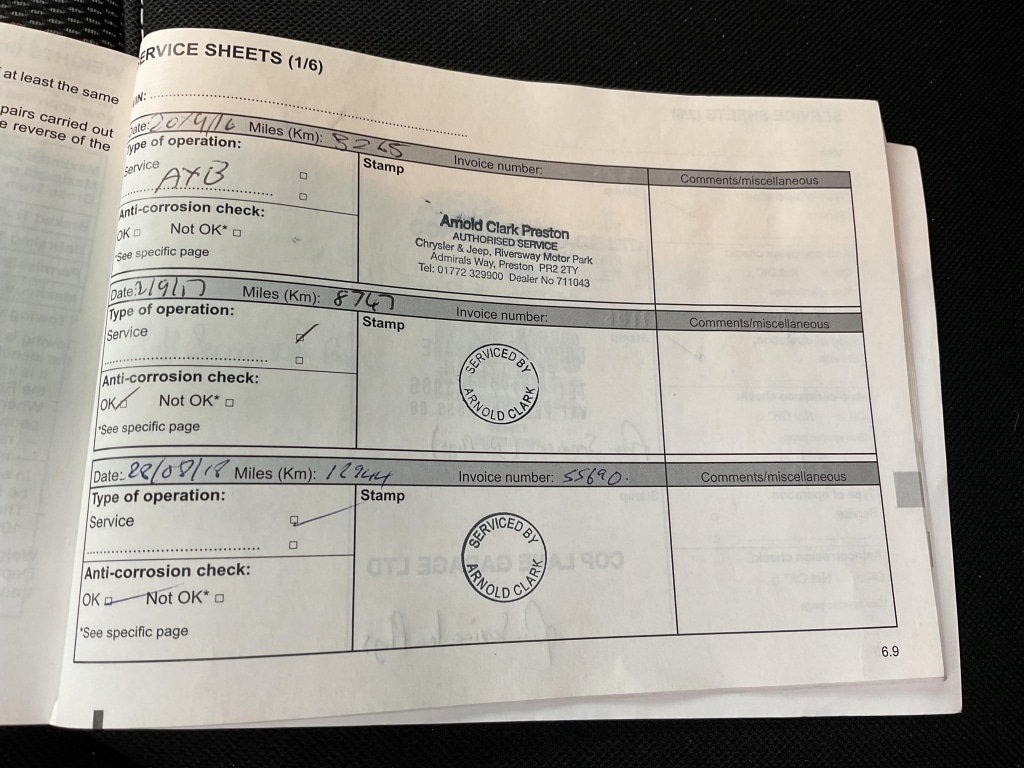 at least the same
pairs carried out
e reverse of the
ERVICE SHEETS (1/6)
IN:
ate: 20/4/16 Miles (Km): 8265 Invoice number: Comments/miscellaneous
Type of operation:
Service
A+B
Stamp
Arnold Clark Preston
AUTHORISED SERVICE
Chrysler & Jeep, Riversway Motor Park
Admirals Way, Preston PR2 2TY
Tel: 01772 329900 Dealer No 711043
Anti-corrosion check:
OK Not OK*
*See specific page
Date: 2/9/17 Miles (Km): 8747 Invoice number: Comments/miscellaneous
Type of operation:
Service
Stamp
SERVICED BY
ARNOLD CLARK
Anti-corrosion check:
OK Not OK*
*See specific page
Date: 28/08/18 Miles (Km): 12944 Invoice number: 55690. Comments/miscellaneous
Type of operation:
Service
Stamp
SERVICED BY
ARNOLD CLARK
Anti-corrosion check:
OK Not OK*
*See specific page
6.9